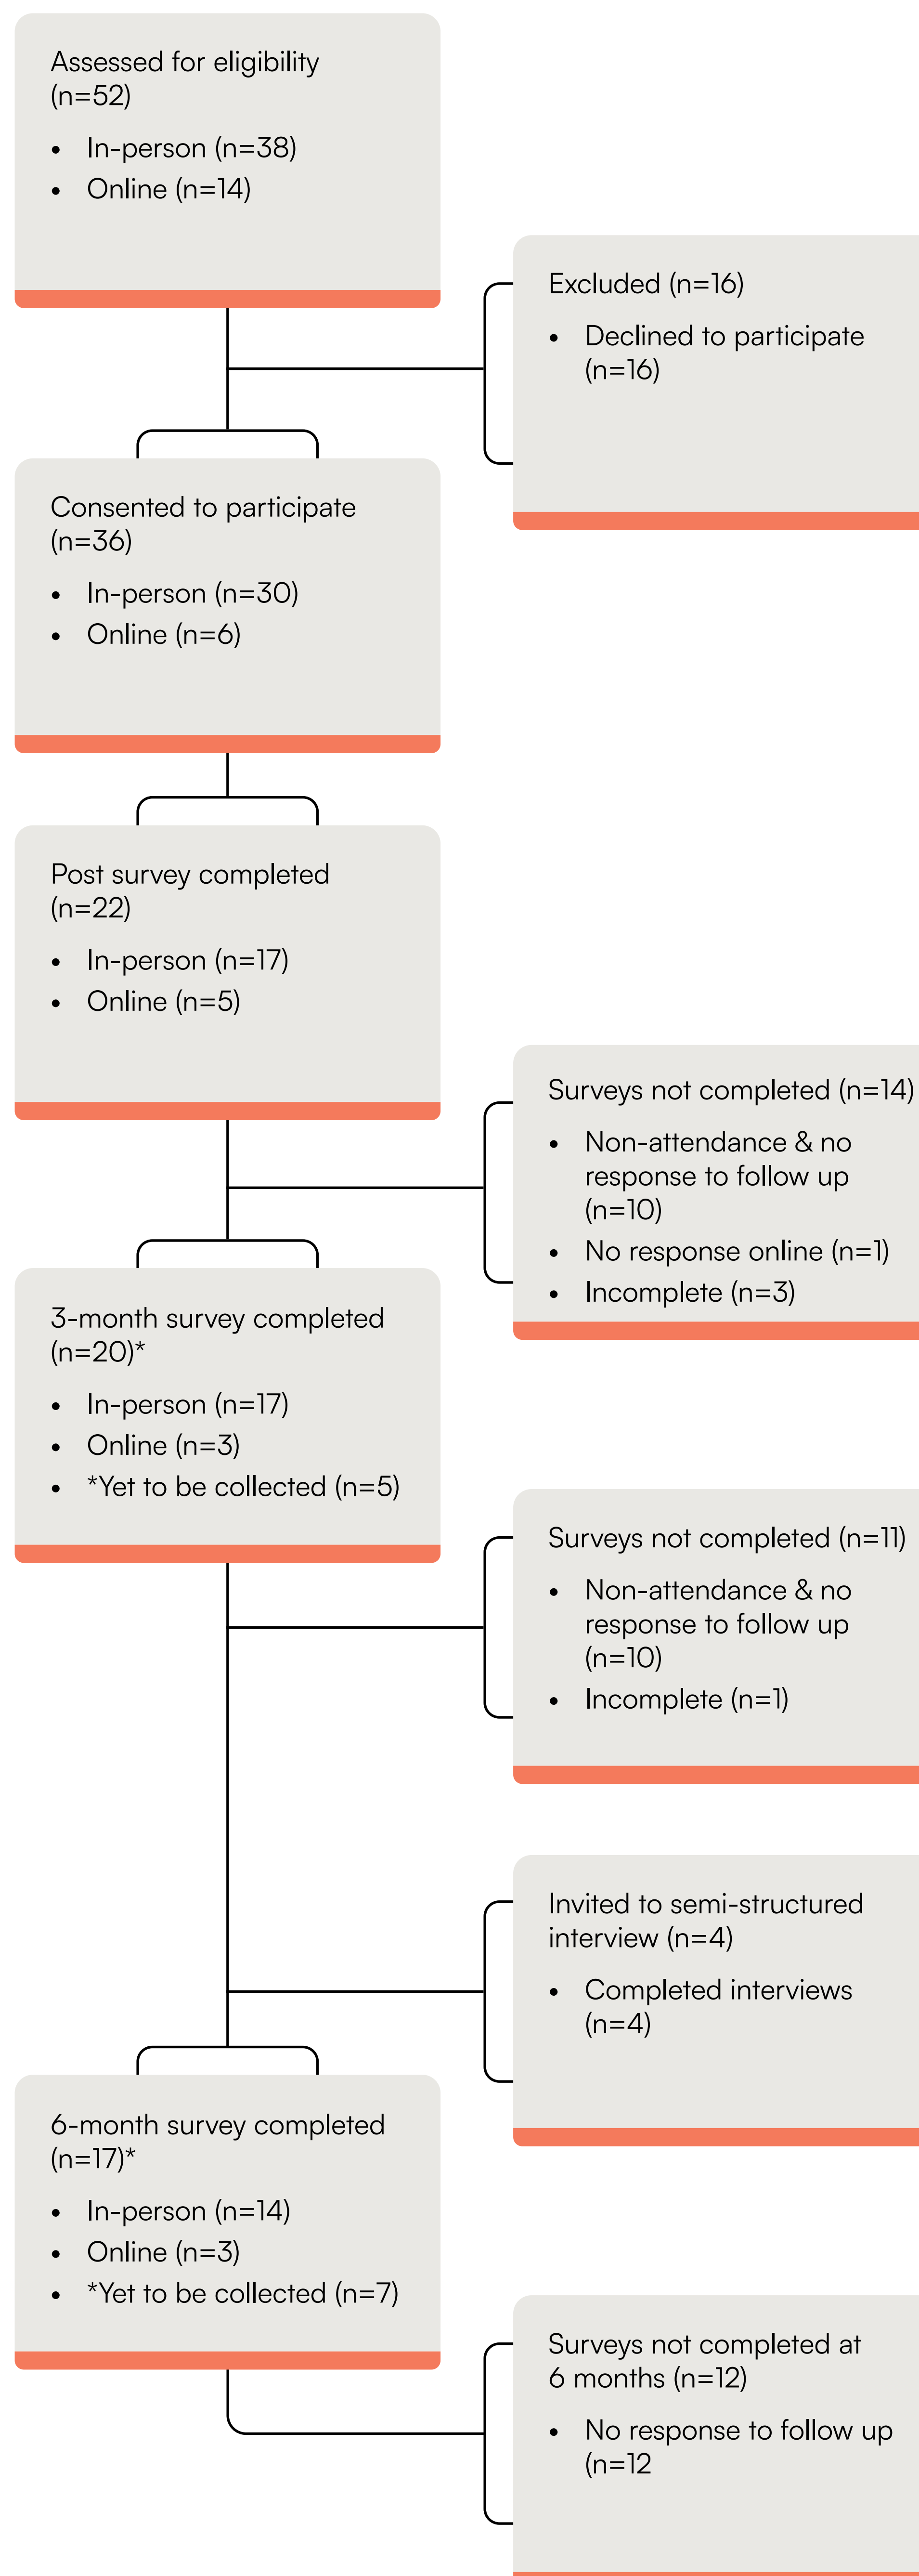 Assessed for eligibility
(n=52)
• In-person (n=38)
• Online (n=14)
Excluded (n=16)
• Declined to participate
(n=16)
Consented to participate
(n=36)
• In-person (n=30)
• Online (n=6)
Post survey completed
(n=22)
• In-person (n=17)
• Online (n=5)
Surveys not completed (n=14)
• Non-attendance & no
response to follow up
(n=10)
• No response online (n=1)
• Incomplete (n=3)
3-month survey completed
(n=20)*
• In-person (n=17)
• Online (n=3)
• *Yet to be collected (n=5)
Surveys not completed (n=11)
• Non-attendance & no
response to follow up
(n=10)
• Incomplete (n=1)
Invited to semi-structured
interview (n=4)
• Completed interviews
(n=4)
6-month survey completed
(n=17)*
• In-person (n=14)
• Online (n=3)
• *Yet to be collected (n=7)
Surveys not completed at
6 months (n=12)
• No response to follow up
(n=12